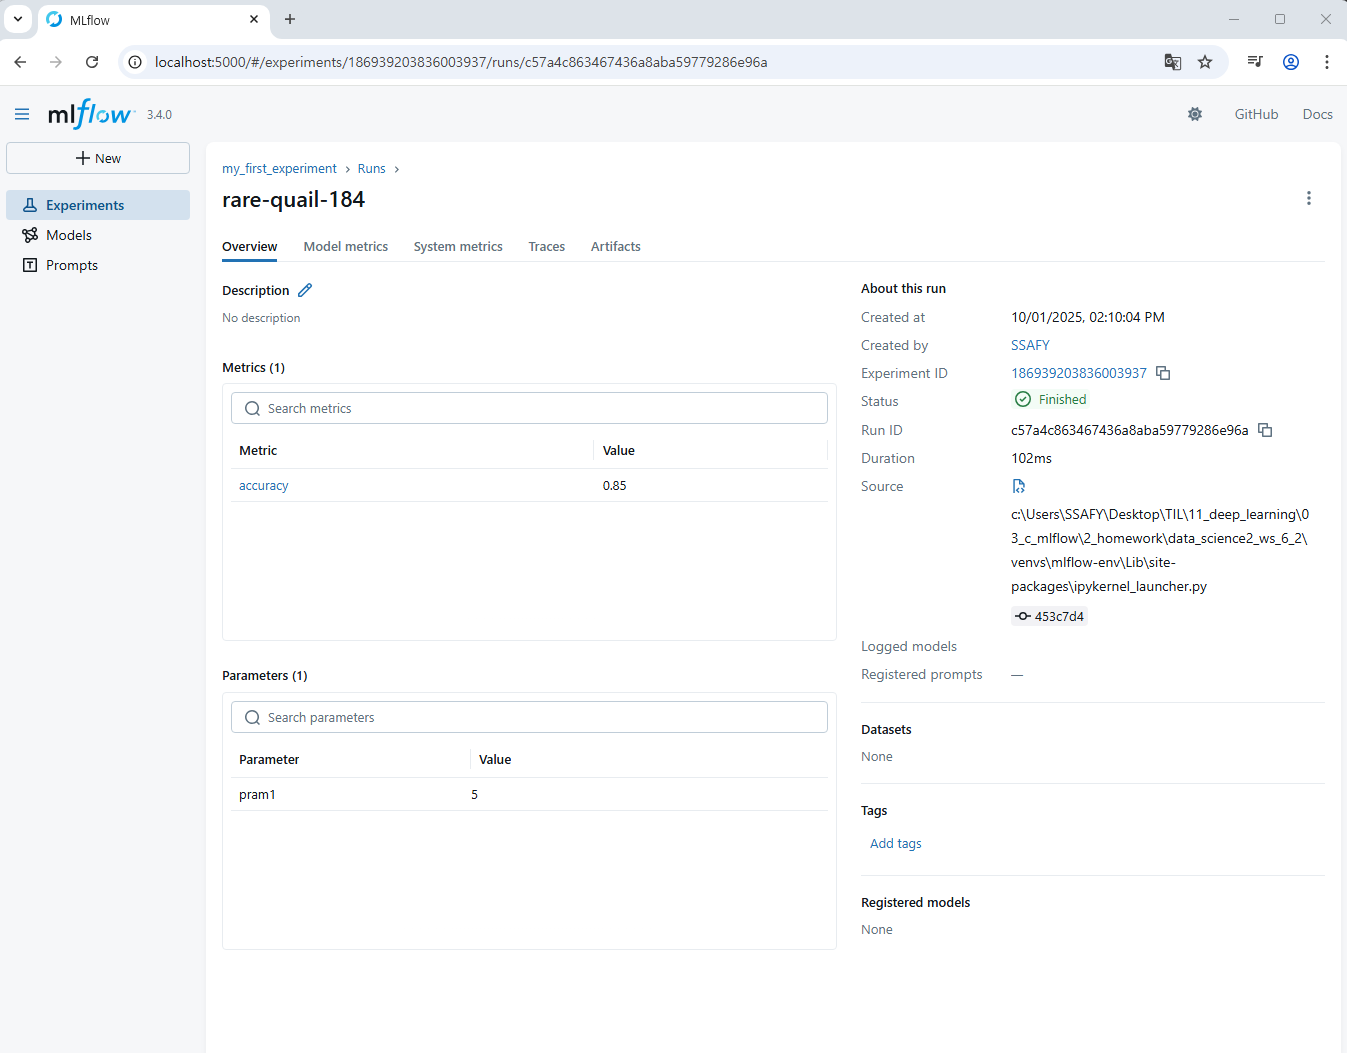 MLflow
localhost:5000/#/experiments/186939203836003937/runs/c57a4c863467436a8aba59779286e96a
mlflow 3.4.0
GitHub
Docs
New
Experiments
Models
Prompts
my_first_experiment > Runs >
rare-quail-184
Overview
Model metrics
System metrics
Traces
Artifacts
Description
No description
Metrics (1)
Search metrics
Metric Value
accuracy 0.85
Parameters (1)
Search parameters
Parameter Value
pram1 5
About this run
Created at 10/01/2025, 02:10:04 PM
Created by SSAFY
Experiment ID 186939203836003937
Status Finished
Run ID c57a4c863467436a8aba59779286e96a
Duration 102ms
Source
c:\Users\SSAFY\Desktop\TIL\11_deep_learning\0
3_c_mlflow\2_homework\data_science2_ws_6_2\
venvs\mlflow-env\Lib\site-
packages\ipykernel_launcher.py
453c7d4
Logged models
Registered prompts —
Datasets
None
Tags
Add tags
Registered models
None